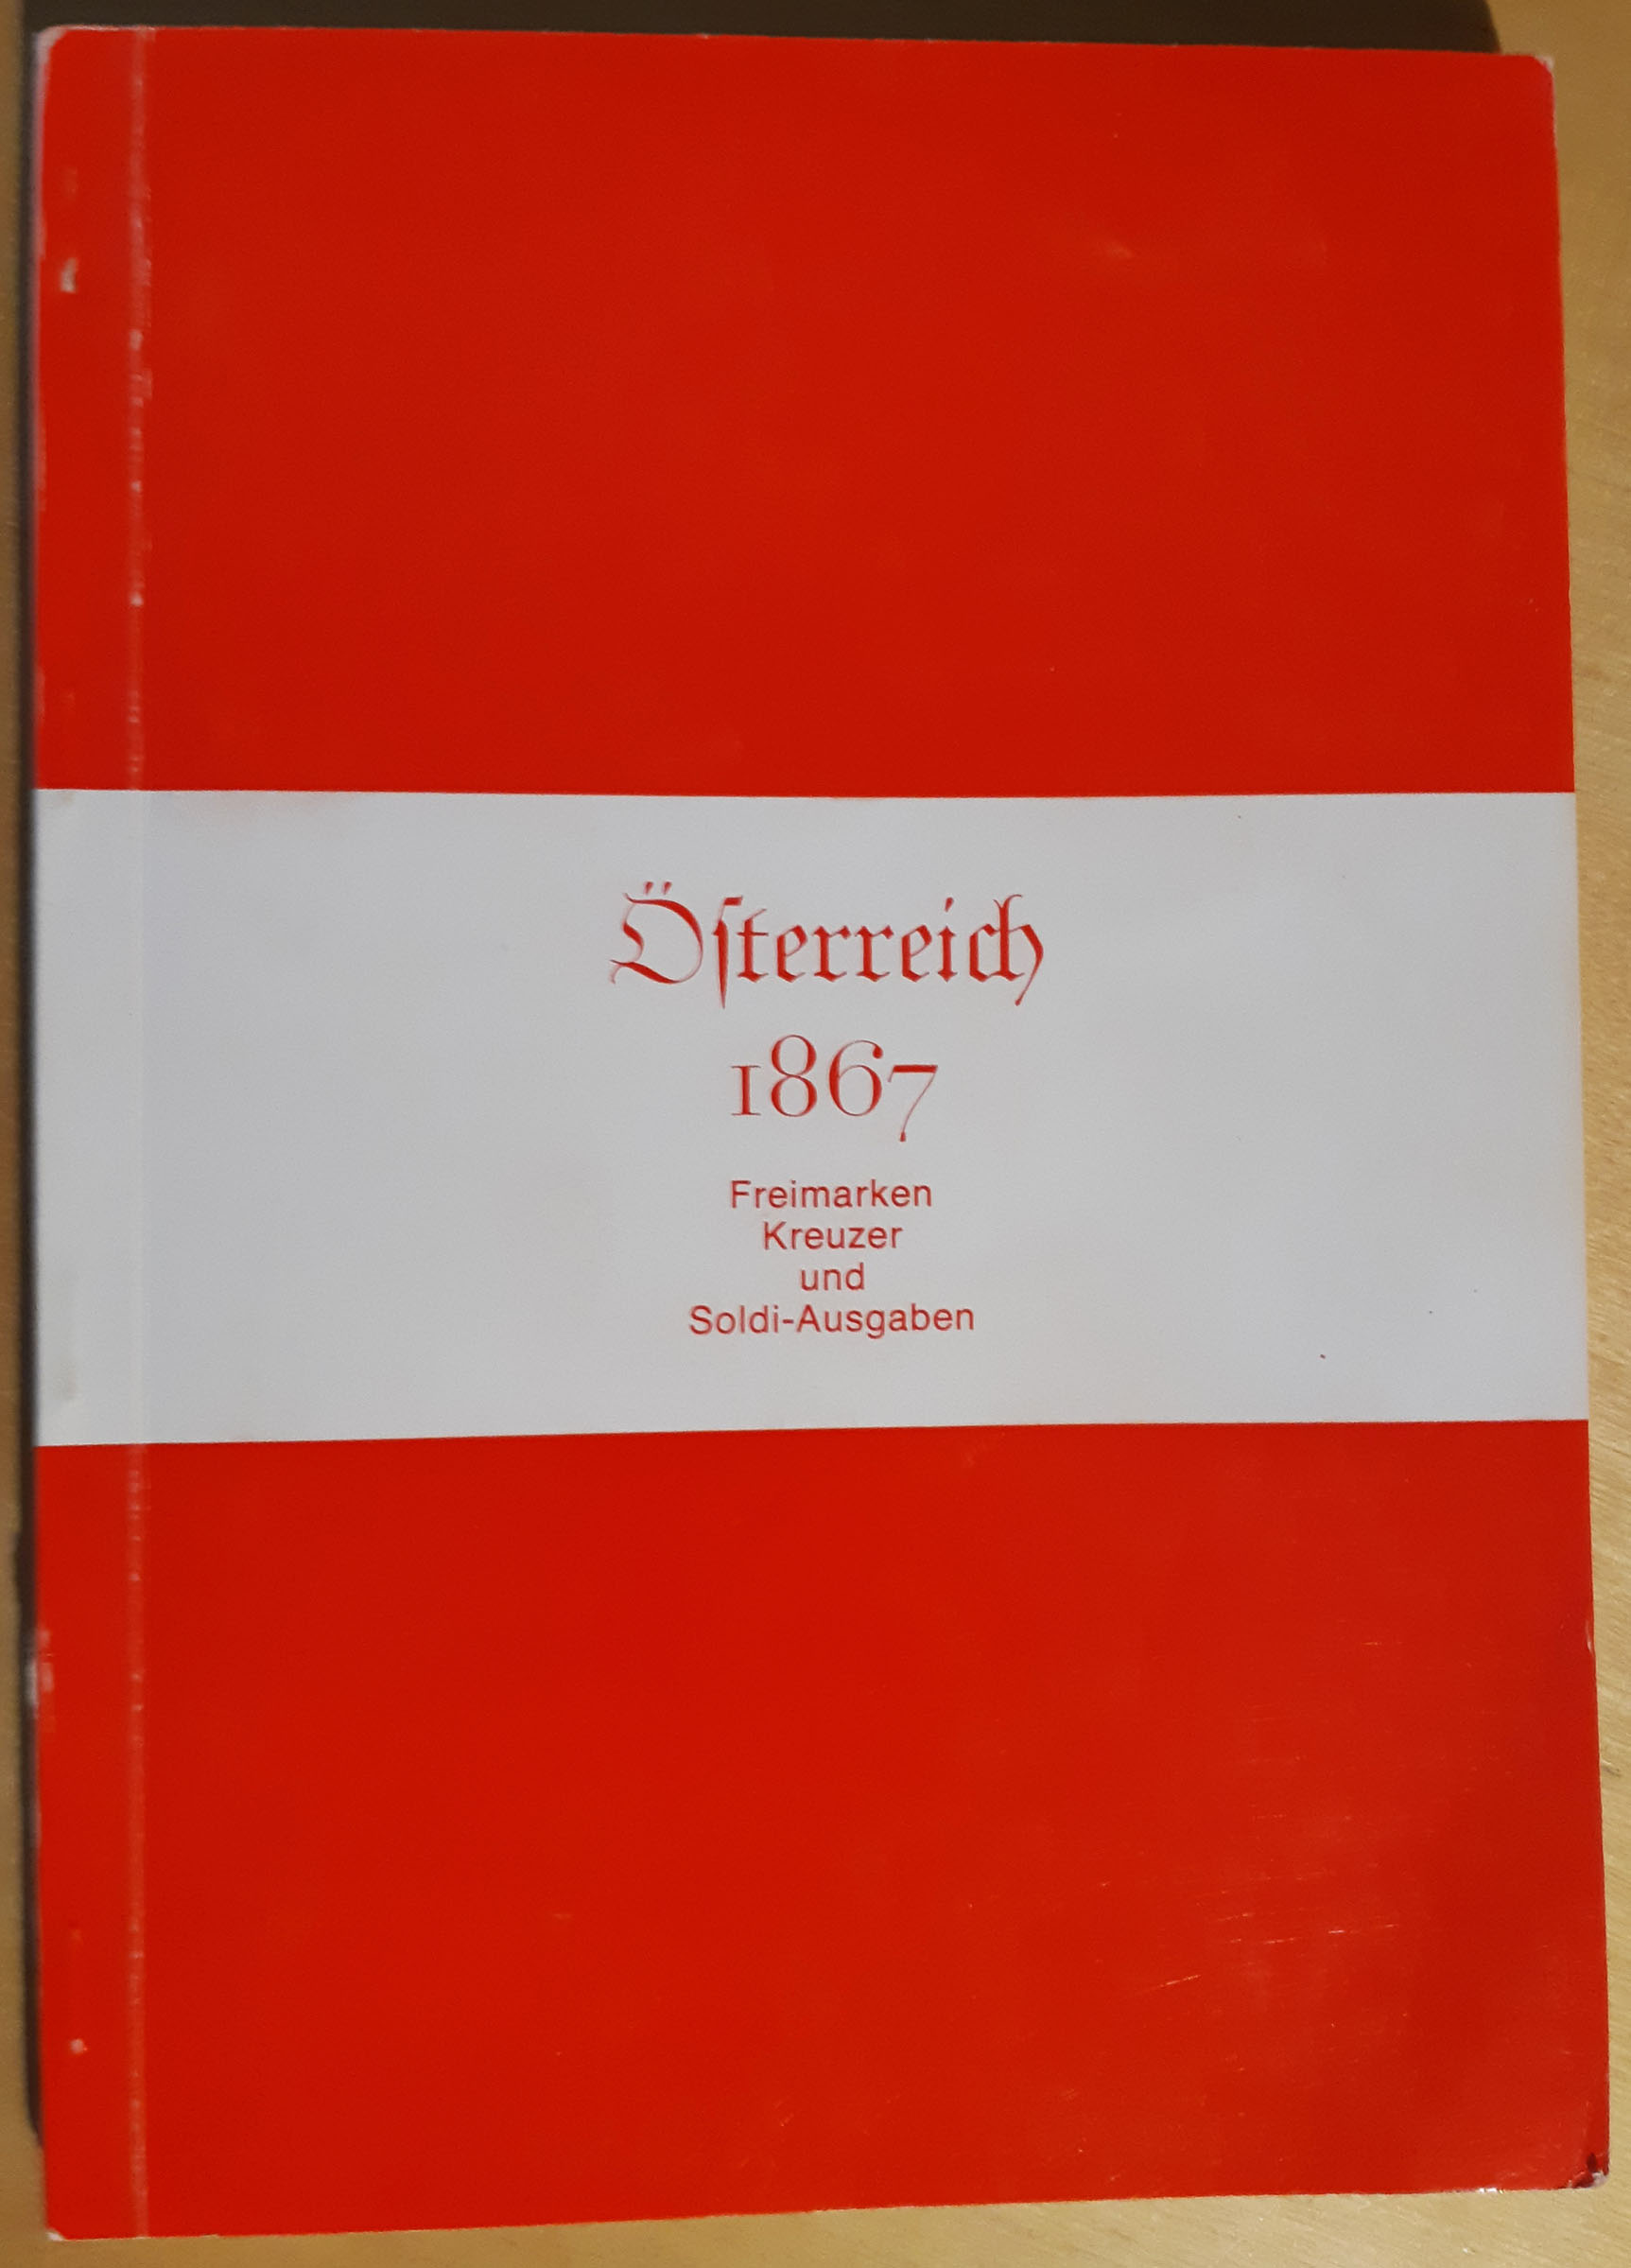 Öſterreich
1867
Freimarken
Kreuzer
und
Soldi-Ausgaben